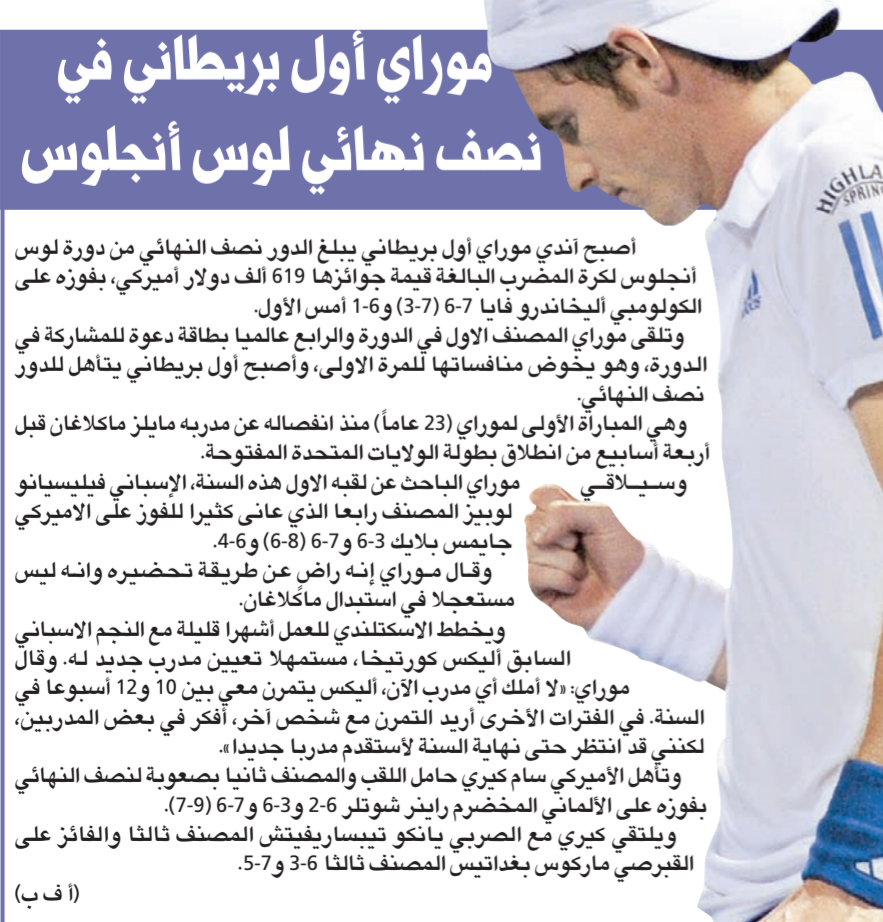 موراي أول بريطاني في
نصف نهائي لوس أنجلوس
HIGHLA
SPRIN
أصبح آندي موراي أول بريطاني يبلغ الدور نصف النهائي من دورة لوس
أنجلوس لكرة المضرب البالغة قيمة جوائزها 619 ألف دولار أميركي، بفوزه على
الكولومبي أليخاندرو فايا 7-6 (7-3) و6-1 أمس الأول.
وتلقى موراي المصنف الاول في الدورة والرابع عالميا بطاقة دعوة للمشاركة في
الدورة، وهو يخوض منافساتها للمرة الاولى، وأصبح أول بريطاني يتأهل للدور
نصف النهائي.
وهي المباراة الأولى لموراي (23 عاماً) منذ انفصاله عن مدربه مايلز ماكلاغان قبل
أربعة أسابيع من انطلاق بطولة الولايات المتحدة المفتوحة.
وسيلاقي موراي الباحث عن لقبه الاول هذه السنة، الإسباني فيليسيانو
لوبيز المصنف رابعا الذي عانى كثيرا للفوز على الاميركي
جايمس بلايك 3-6 و7-6 (8-6) و6-4.
وقال موراي إنه راض عن طريقة تحضيره وانه ليس
مستعجلا في استبدال ماكلاغان.
ويخطط الاسكتلندي للعمل أشهرا قليلة مع النجم الاسباني
السابق أليكس كورتيخا، مستمهلا تعيين مدرب جديد له. وقال
موراي: «لا أملك أي مدرب الآن، أليكس يتمرن معي بين 10 و12 أسبوعا في
السنة. في الفترات الأخرى أريد التمرن مع شخص آخر، أفكر في بعض المدربين،
لكنني قد انتظر حتى نهاية السنة لأستقدم مدربا جديدا».
وتأهل الأميركي سام كيري حامل اللقب والمصنف ثانيا بصعوبة لنصف النهائي
بفوزه على الألماني المخضرم راينر شوتلر 6-2 و3-6 و7-6 (9-7).
ويلتقي كيري مع الصربي يانكو تيبساريفيتش المصنف ثالثا والفائز على
القبرصي ماركوس بغداتيس المصنف ثالثا 6-3 و7-5.
(أ ف ب)